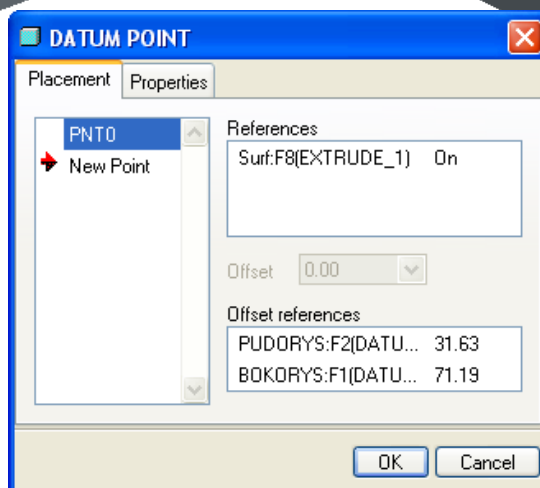 DATUM POINT
Placement
Properties
PNT0
New Point
References
Surf:F8(EXTRUDE_1) On
Offset 0.00
Offset references
PUDORYS:F2(DATU... 31.63
BOKORYS:F1(DATU... 71.19
OK
Cancel